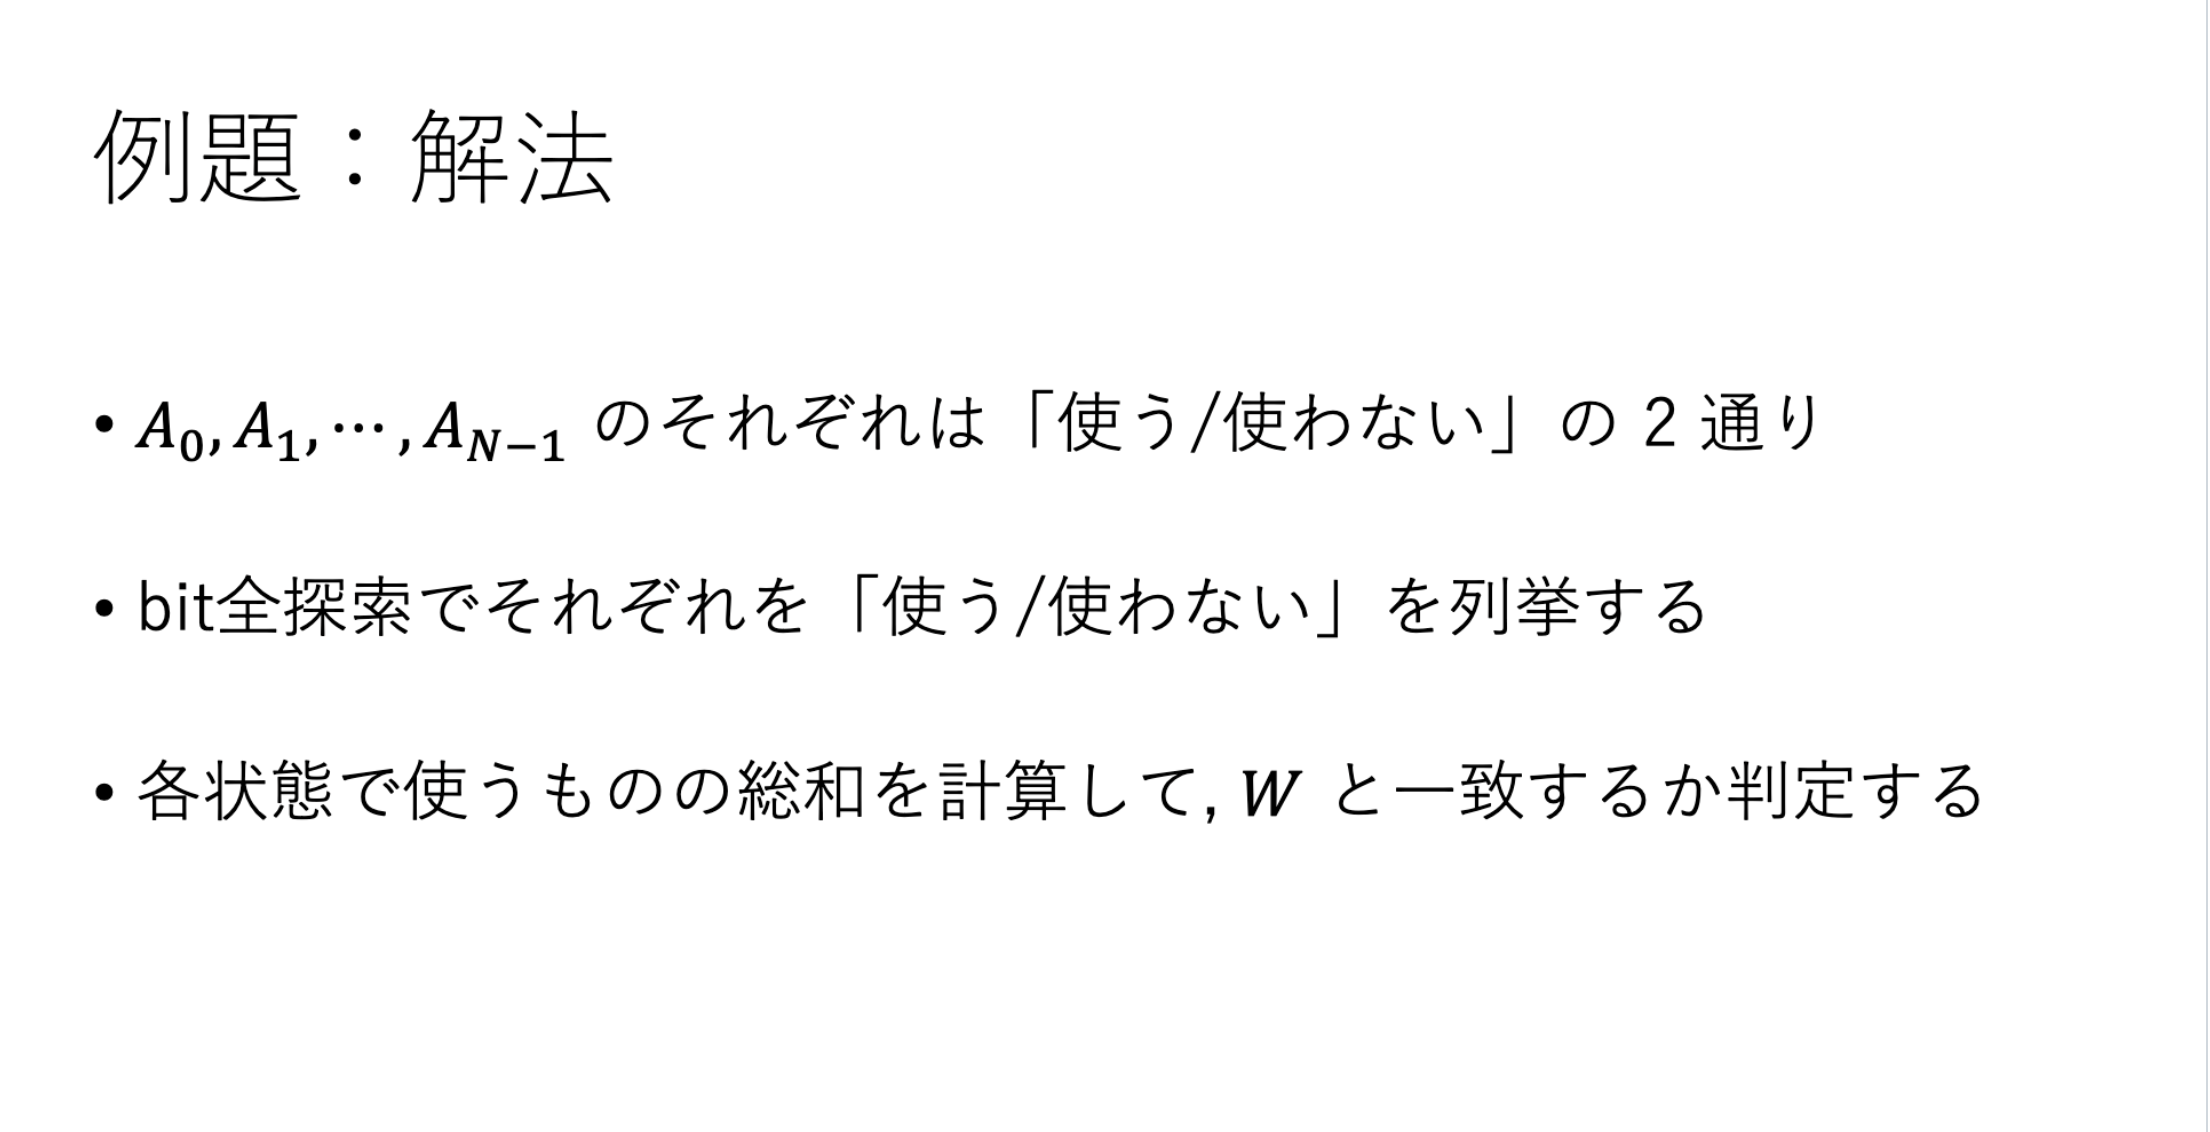 例題：解法
• A₀, A₁, ⋯ , A_{N−1} のそれぞれは「使う/使わない」の 2 通り
• bit全探索でそれぞれを「使う/使わない」を列挙する
• 各状態で使うものの総和を計算して, W と一致するか判定する